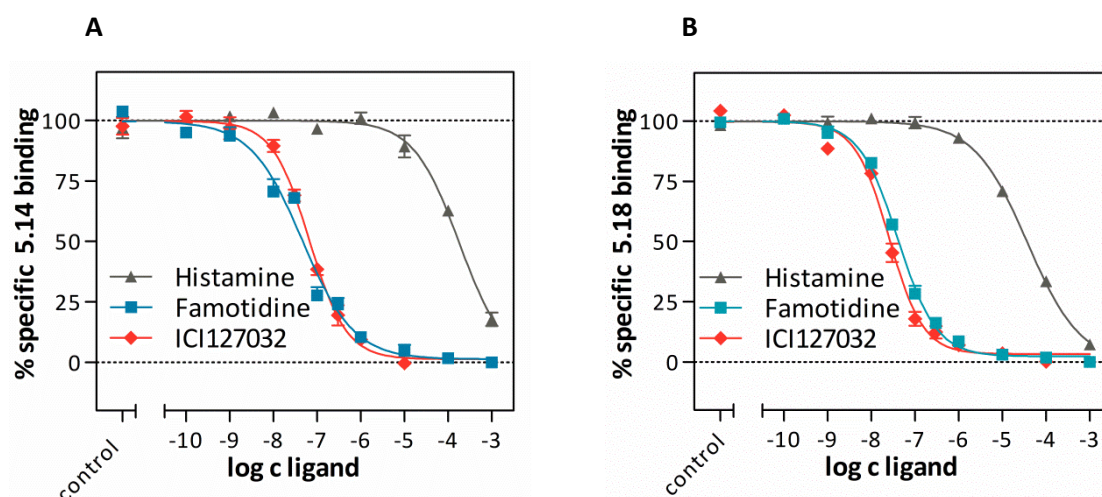 A
B
% specific 5.14 binding
100
75
50
25
0
Histamine
Famotidine
ICI127032
control
-10 -9 -8 -7 -6 -5 -4 -3
log c ligand
% specific 5.18 binding
100
75
50
25
0
Histamine
Famotidine
ICI127032
control
-10 -9 -8 -7 -6 -5 -4 -3
log c ligand